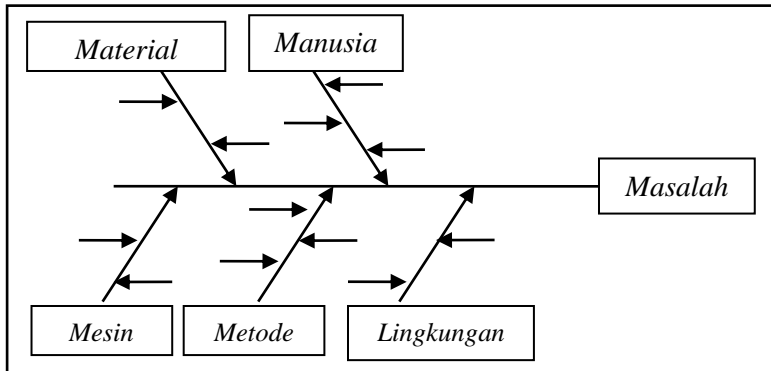 Material
Manusia
Masalah
Mesin
Metode
Lingkungan